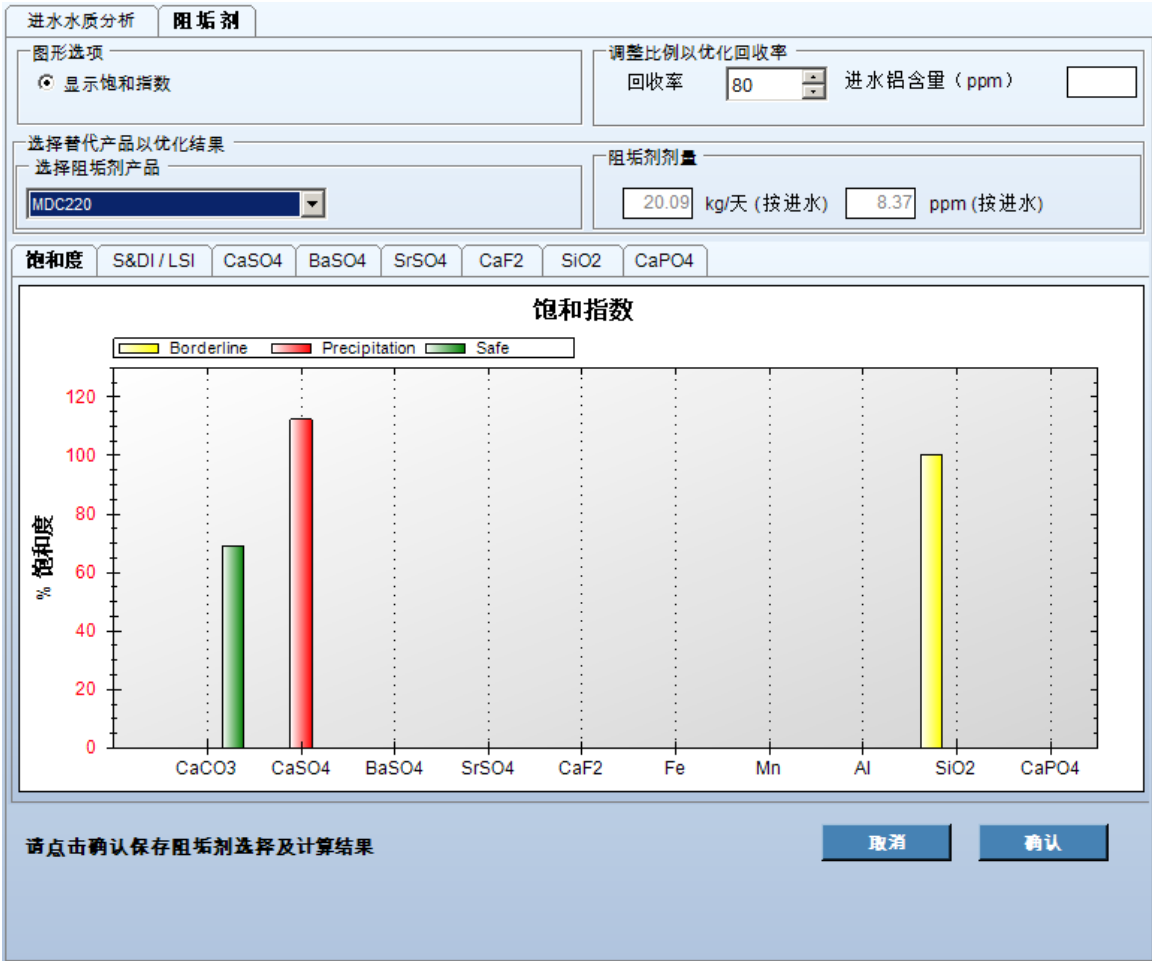 进水水质分析 阻垢剂
图形选项
显示饱和指数
调整比例以优化回收率
回收率 80 进水铝含量（ppm）
选择替代产品以优化结果
选择阻垢剂产品
MDC220
阻垢剂剂量
20.09 kg/天 (按进水) 8.37 ppm (按进水)
饱和度 S&DI / LSI CaSO4 BaSO4 SrSO4 CaF2 SiO2 CaPO4
饱和指数
Borderline Precipitation Safe
% 饱和度
120
100
80
60
40
20
0
CaCO3 CaSO4 BaSO4 SrSO4 CaF2 Fe Mn Al SiO2 CaPO4
请点击确认保存阻垢剂选择及计算结果
取消 确认